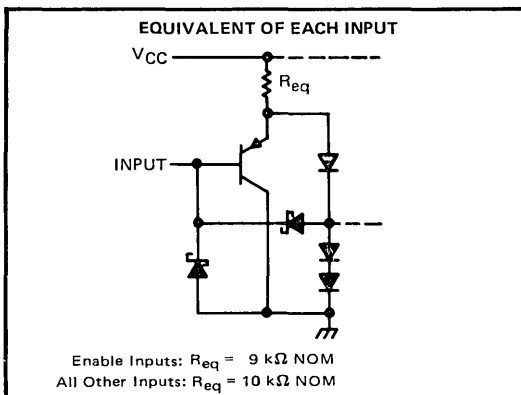 EQUIVALENT OF EACH INPUT
VCC
Req
INPUT
Enable Inputs: Req = 9 kΩ NOM
All Other Inputs: Req = 10 kΩ NOM